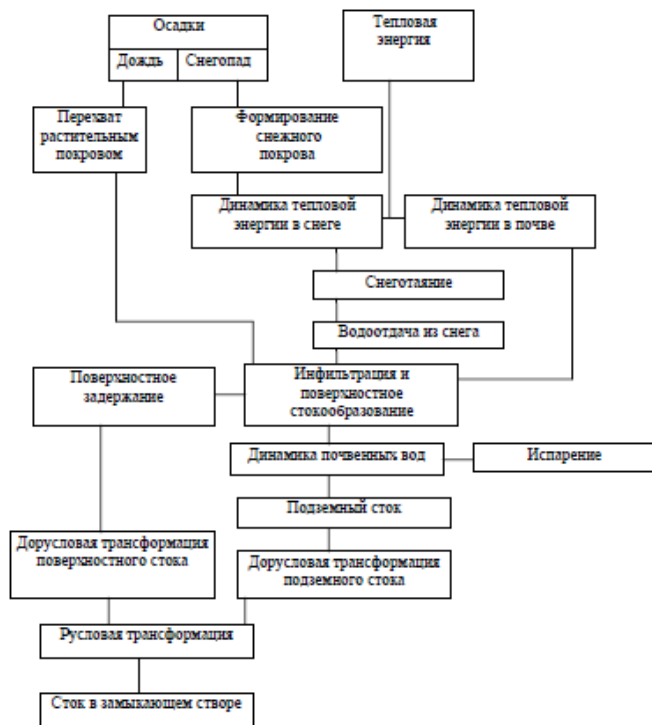 Осадки
Тепловая
энергия
Дождь
Снегопад
Перехват
растительным
покровом
Формирование
снежного
покрова
Динамика тепловой
энергии в снеге
Динамика тепловой
энергии в почве
Снеготаяние
Водоотдача из снега
Поверхностное
задержание
Инфильтрация и
поверхностное
стокообразование
Динамика почвенных вод
Испарение
Подземный сток
Дорусловая трансформация
поверхностного стока
Дорусловая трансформация
подземного стока
Русловая трансформация
Сток в замыкающем створе